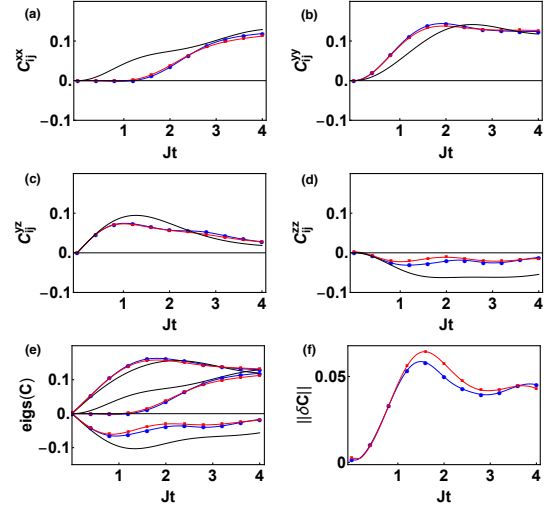 (a)
C_ij^xx
0.1
0.
−0.1
1 2 3 4
Jt
(b)
C_ij^yy
0.1
0.
−0.1
1 2 3 4
Jt
(c)
C_ij^yz
0.1
0.
−0.1
1 2 3 4
Jt
(d)
C_ij^zz
0.1
0.
−0.1
1 2 3 4
Jt
(e)
eigs(C)
0.1
0.
−0.1
1 2 3 4
Jt
(f)
||δC||
0.05
0
0 1 2 3 4
Jt